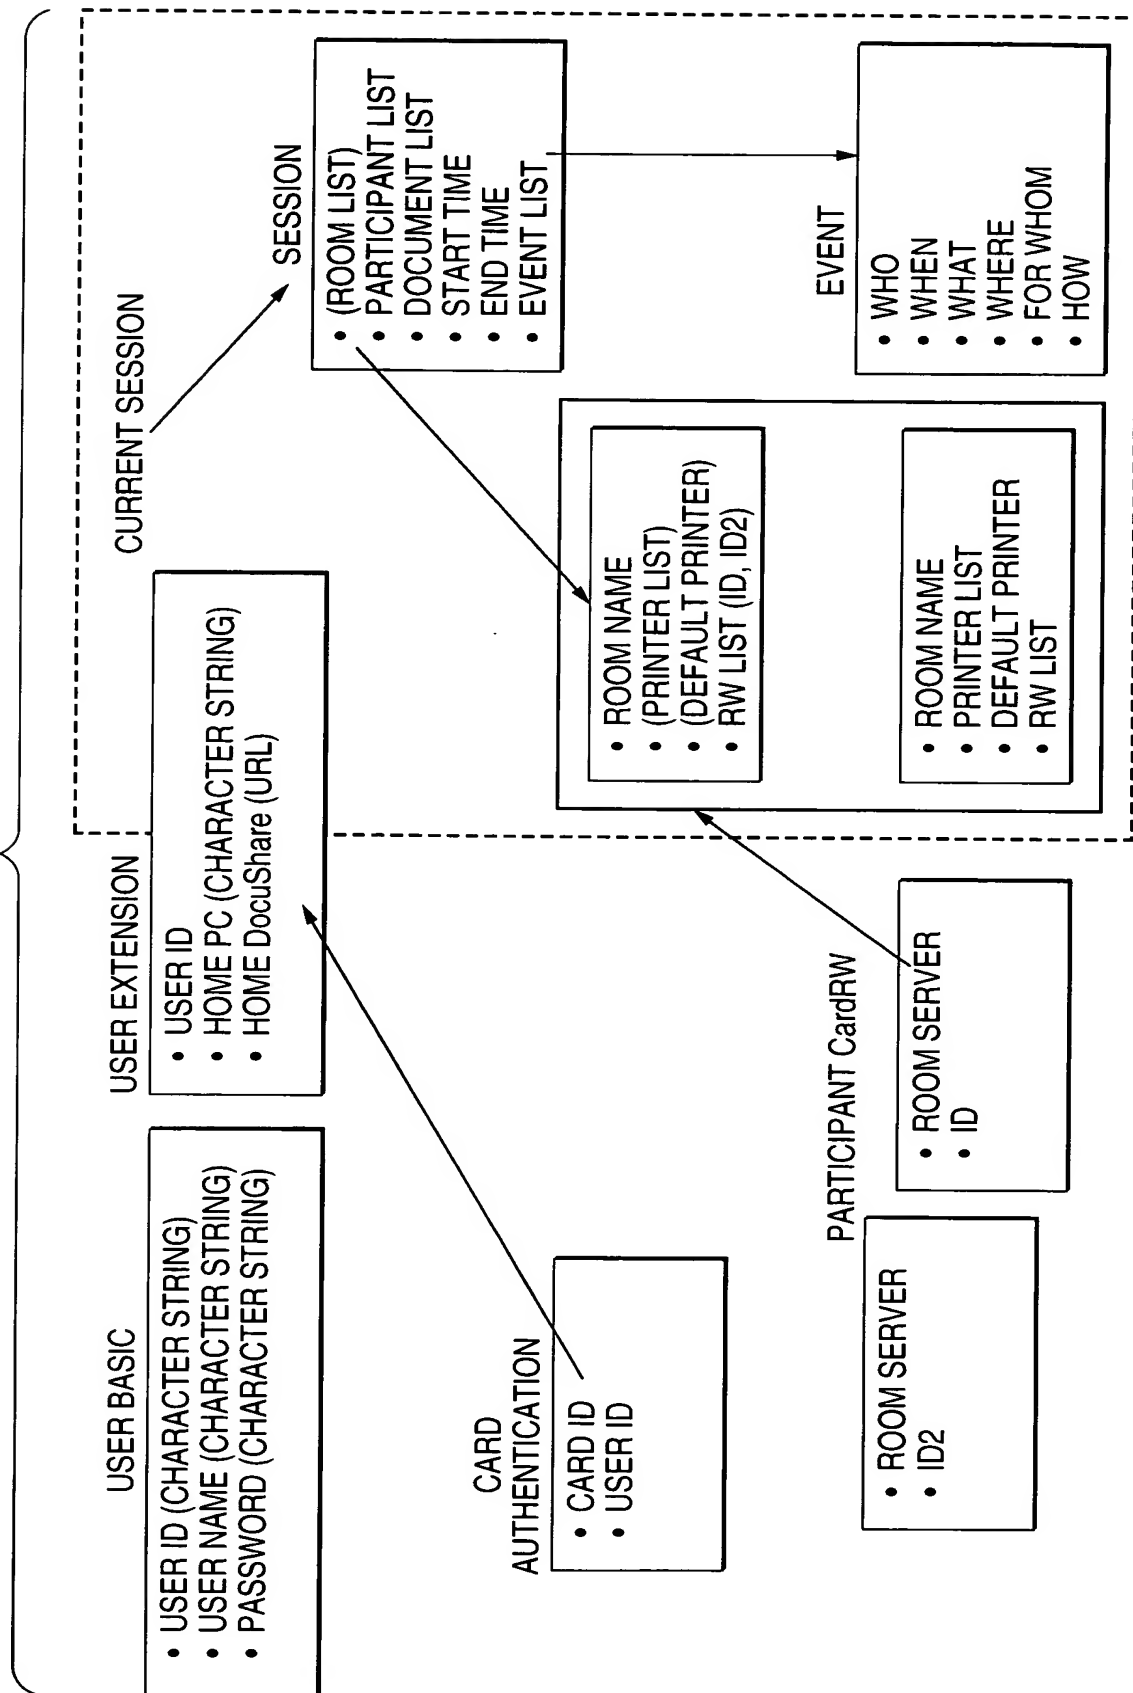 USER BASIC
• USER ID (CHARACTER STRING)
• USER NAME (CHARACTER STRING)
• PASSWORD (CHARACTER STRING)
USER EXTENSION
• USER ID
• HOME PC (CHARACTER STRING)
• HOME DocuShare (URL)
CURRENT SESSION
SESSION
• (ROOM LIST)
• PARTICIPANT LIST
• DOCUMENT LIST
• START TIME
• END TIME
• EVENT LIST
CARD
AUTHENTICATION
• CARD ID
• USER ID
• ROOM NAME
• (PRINTER LIST)
• (DEFAULT PRINTER)
• RW LIST (ID, ID2)
EVENT
• WHO
• WHEN
• WHAT
• WHERE
• FOR WHOM
• HOW
PARTICIPANT CardRW
• ROOM SERVER
• ID2
• ROOM SERVER
• ID
• ROOM NAME
• PRINTER LIST
• DEFAULT PRINTER
• RW LIST